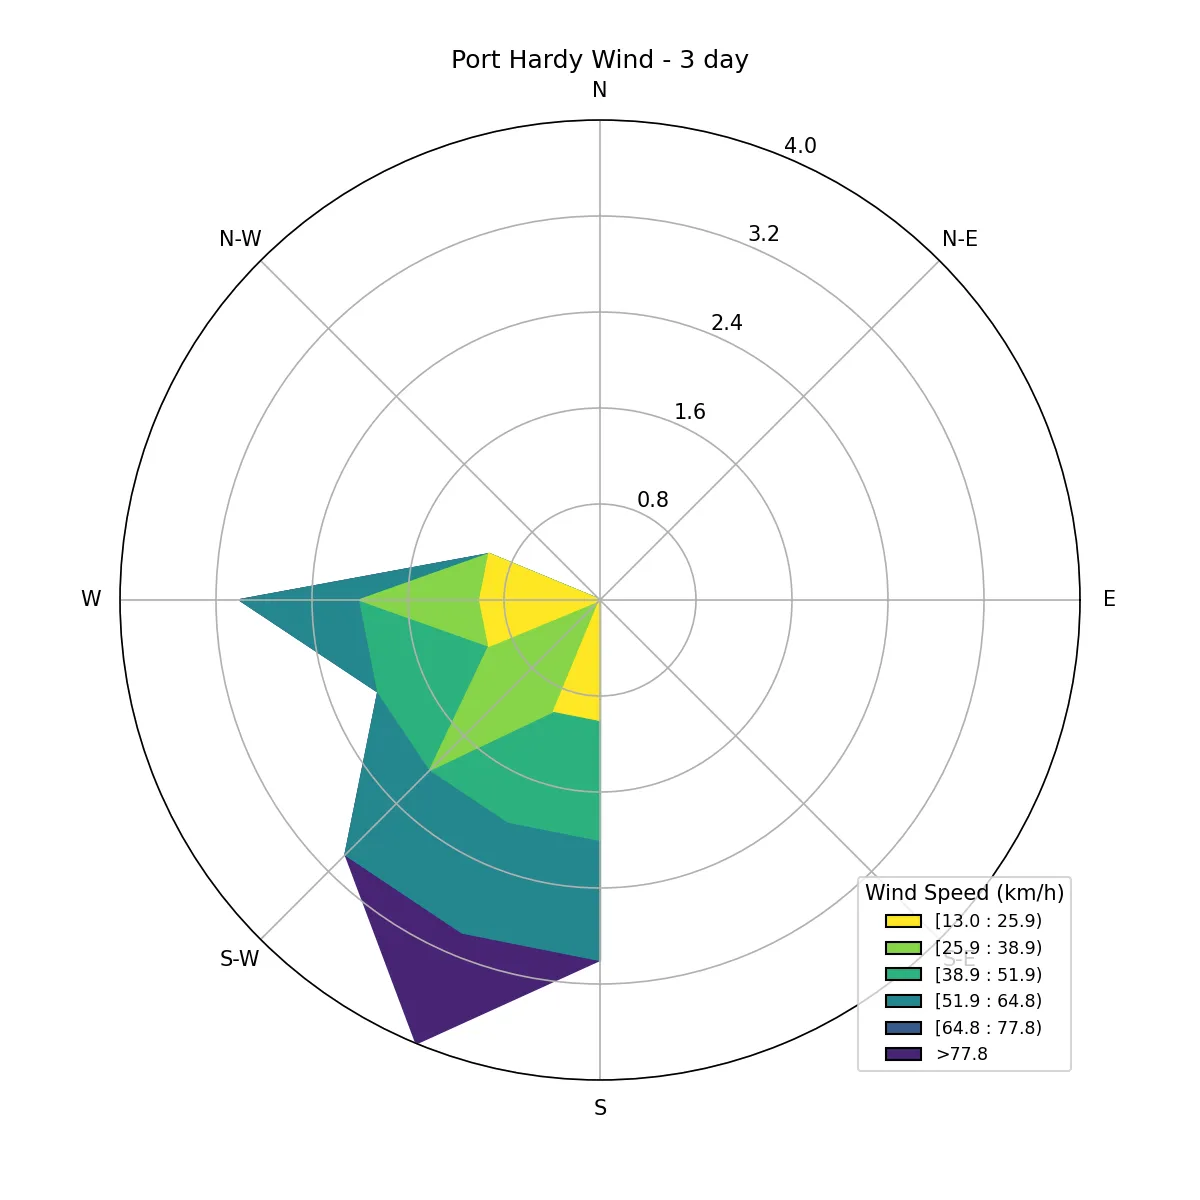 Port Hardy Wind - 3 day
N
4.0
N-W
3.2
N-E
2.4
1.6
0.8
W
E
Wind Speed (km/h)
[13.0 : 25.9)
[25.9 : 38.9)
S-W
S-E
[38.9 : 51.9)
[51.9 : 64.8)
[64.8 : 77.8)
>77.8
S